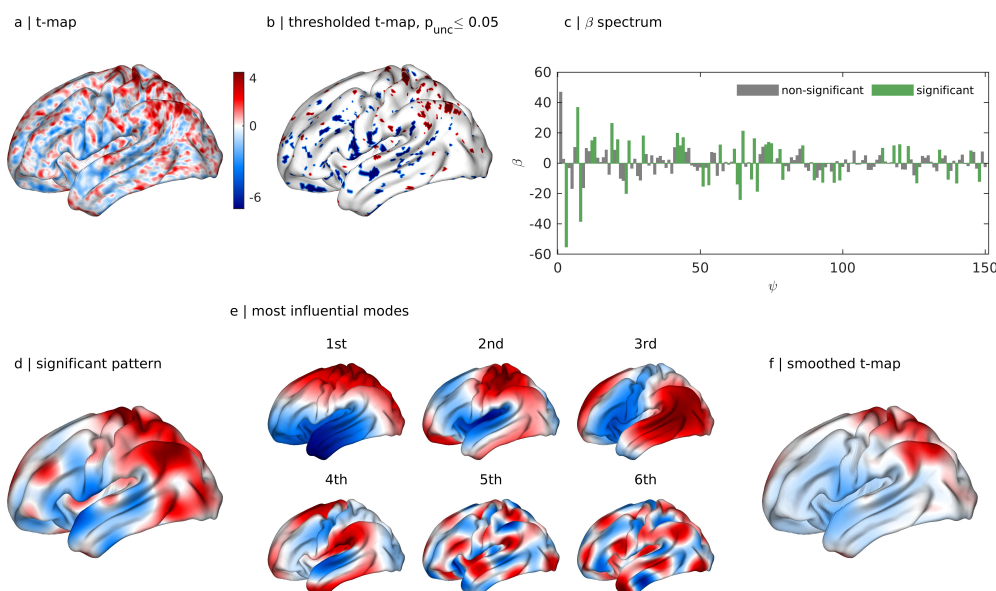 a | t-map
b | thresholded t-map, p_unc ≤ 0.05
c | β spectrum
4
0
-6
60
40
20
0
-20
-40
-60
β
non-significant
significant
0
50
100
150
ψ
e | most influential modes
d | significant pattern
1st
2nd
3rd
f | smoothed t-map
4th
5th
6th